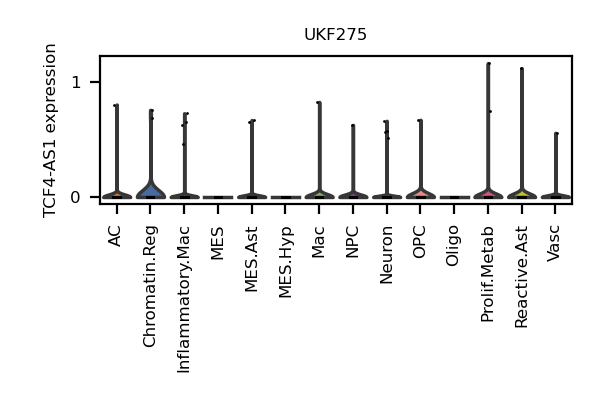 UKF275
TCF4-AS1 expression
1
0
AC
Chromatin.Reg
Inflammatory.Mac
MES
MES.Ast
MES.Hyp
Mac
NPC
Neuron
OPC
Oligo
Prolif.Metab
Reactive.Ast
Vasc